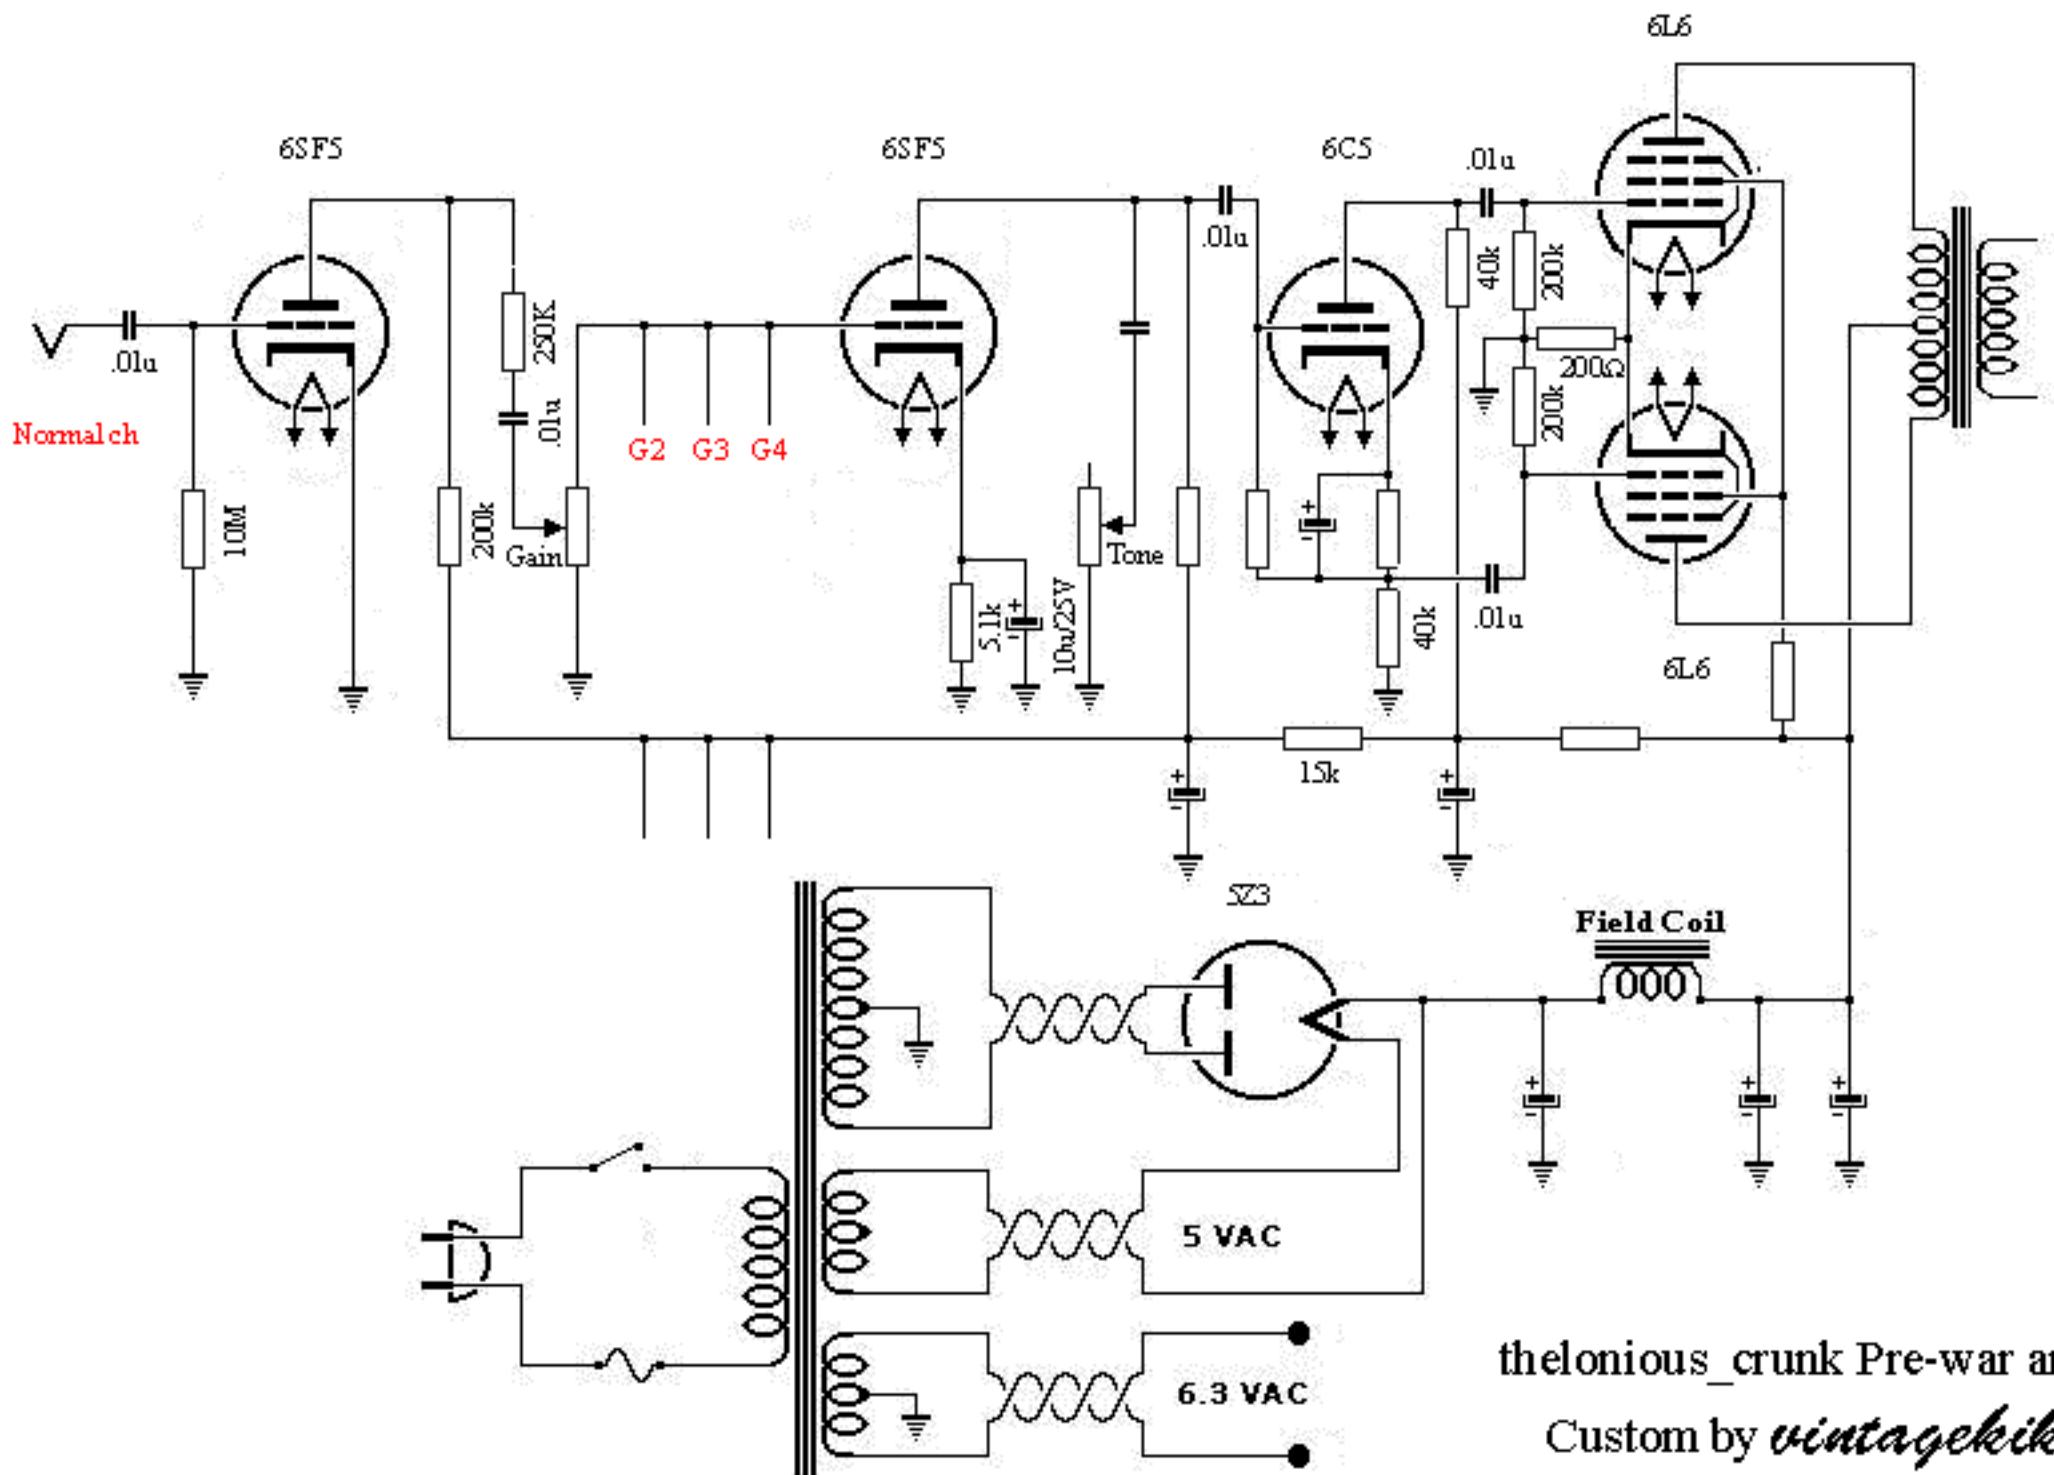 6L6
6SF5
6SF5
6C5
.01u
.01u
.01u
250K
40k
200k
200Ω
200k
.01u
Normal ch
G2
G3
G4
10M
200k
Gain
Tone
5.1k
10u/25V
40k
.01u
6L6
15k
5Z3
Field Coil
5 VAC
6.3 VAC
thelonious_crunk Pre-war
Custom by vintagekik